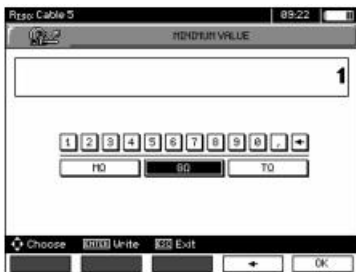 RISO: Cable 5 09:22
MINIMUM VALUE
1
1 2 3 4 5 6 7 8 9 0 , ←
MΩ GΩ TΩ
Choose ENTER Write ESC Exit
← OK